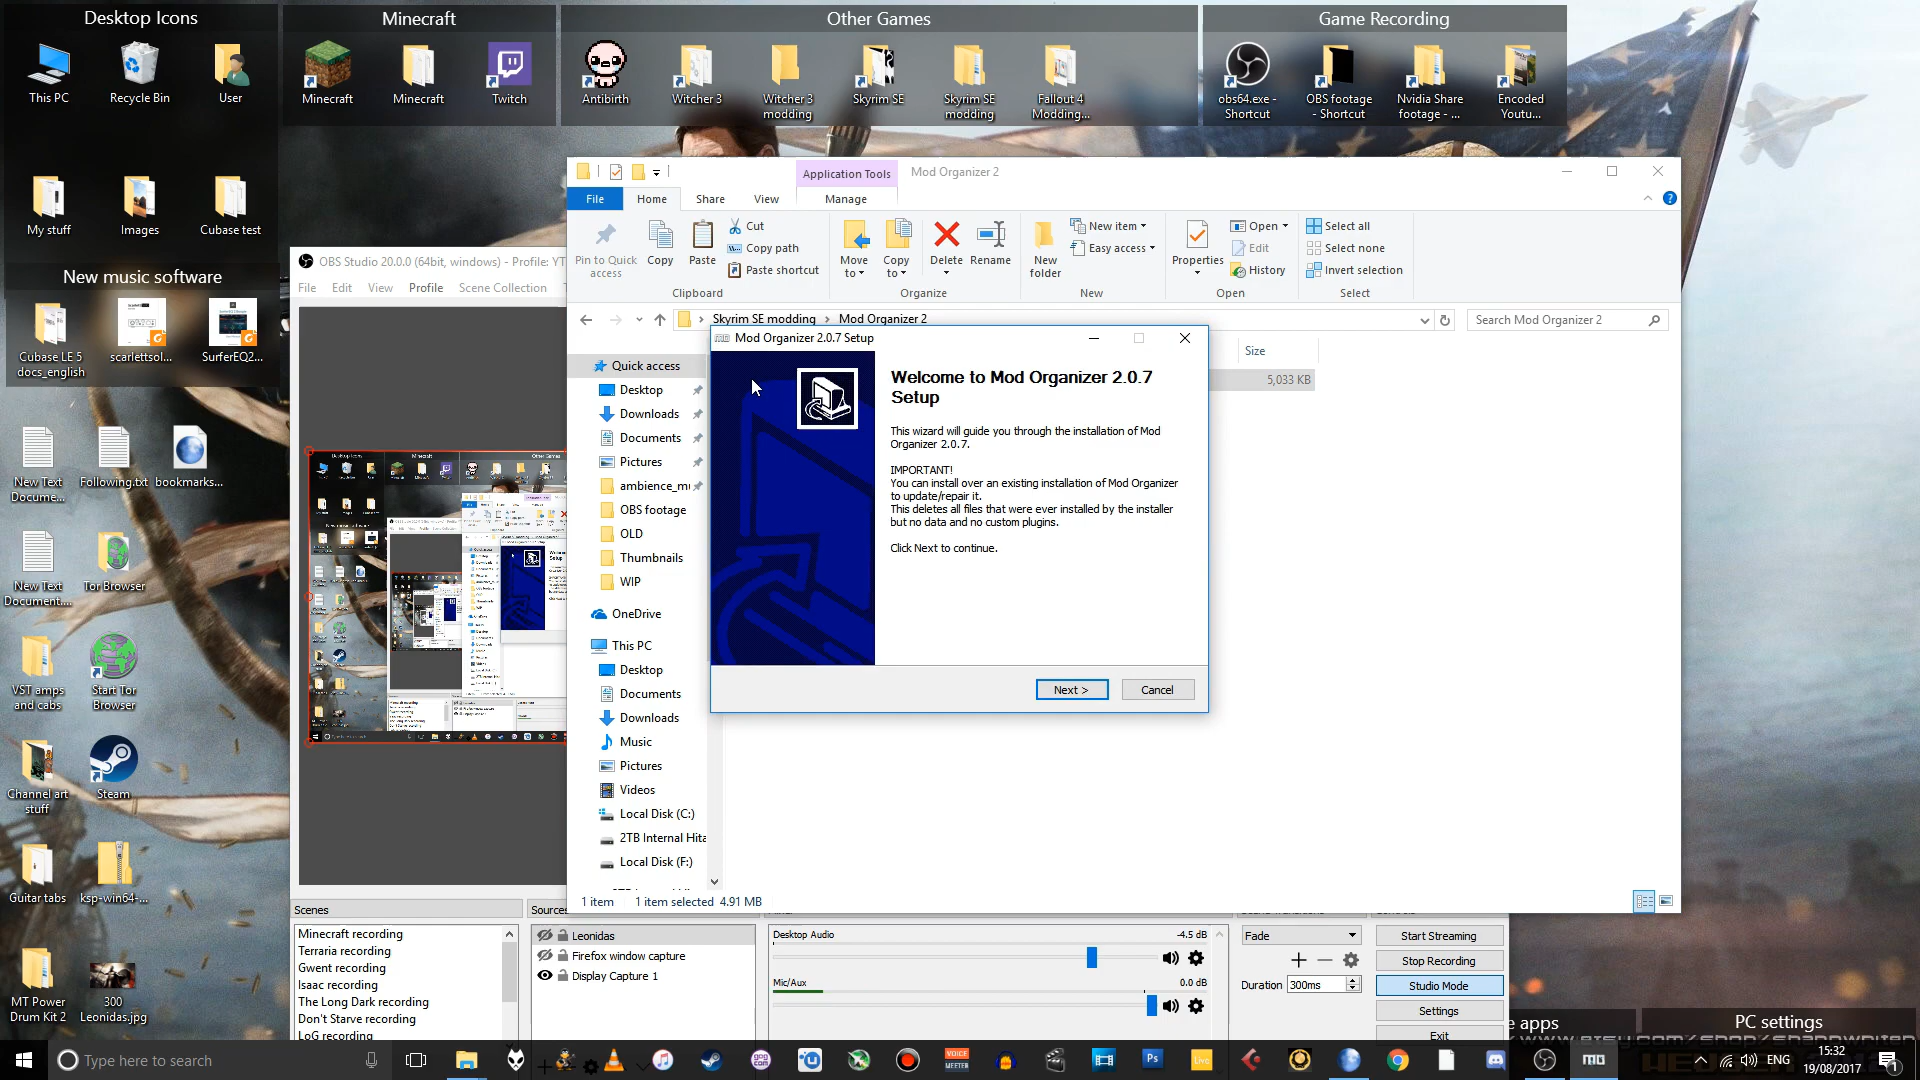 Desktop Icons
Minecraft
Other Games
Game Recording
This PC
Recycle Bin
User
Minecraft
Minecraft
Twitch
Antibirth
Witcher 3
Witcher 3
modding
Skyrim SE
Skyrim SE
modding
Fallout 4
Modding...
obs64.exe -
Shortcut
OBS footage
- Shortcut
Nvidia Share
footage - ...
Encoded
Youtu...
My stuff
Images
Cubase test
New music software
Cubase LE 5
docs_english
scarlettsol...
SurferEQ2...
New Text
Docume...
Following.txt
bookmarks...
New Text
Document....
Tor Browser
VST amps
and cabs
Start Tor
Browser
Channel art
stuff
Steam
Guitar tabs
ksp-win64-...
MT Power
Drum Kit 2
300
Leonidas.jpg
OBS Studio 20.0.0 (64bit, windows) - Profile: YT
File Edit View Profile Scene Collection
Application Tools
Mod Organizer 2
File Home Share View Manage
Pin to Quick
access
Copy
Paste
Cut
Copy path
Paste shortcut
Clipboard
Move
to
Copy
to
Delete
Rename
Organize
New
folder
New item
Easy access
New
Properties
Open
Edit
History
Open
Select all
Select none
Invert selection
Select
Skyrim SE modding › Mod Organizer 2
Search Mod Organizer 2
Size
5,033 KB
Quick access
Desktop
Downloads
Documents
Pictures
ambience_mu
OBS footage
OLD
Thumbnails
WIP
OneDrive
This PC
Desktop
Documents
Downloads
Music
Pictures
Videos
Local Disk (C:)
2TB Internal Hita
Local Disk (F:)
1 item 1 item selected 4.91 MB
Mod Organizer 2.0.7 Setup
Welcome to Mod Organizer 2.0.7
Setup
This wizard will guide you through the installation of Mod
Organizer 2.0.7.
IMPORTANT!
You can install over an existing installation of Mod Organizer
to update/repair it.
This deletes all files that were ever installed by the installer
but no data and no custom plugins.
Click Next to continue.
Next >
Cancel
Scenes
Minecraft recording
Terraria recording
Gwent recording
Isaac recording
The Long Dark recording
Don't Starve recording
LoG recording
Sources
Leonidas
Firefox window capture
Display Capture 1
Desktop Audio
-4.5 dB
Mic/Aux
0.0 dB
Fade
Duration 300ms
Start Streaming
Stop Recording
Studio Mode
Settings
Exit
e apps
PC settings
Type here to search
VOICE
MEETER
ENG
15:32
19/08/2017